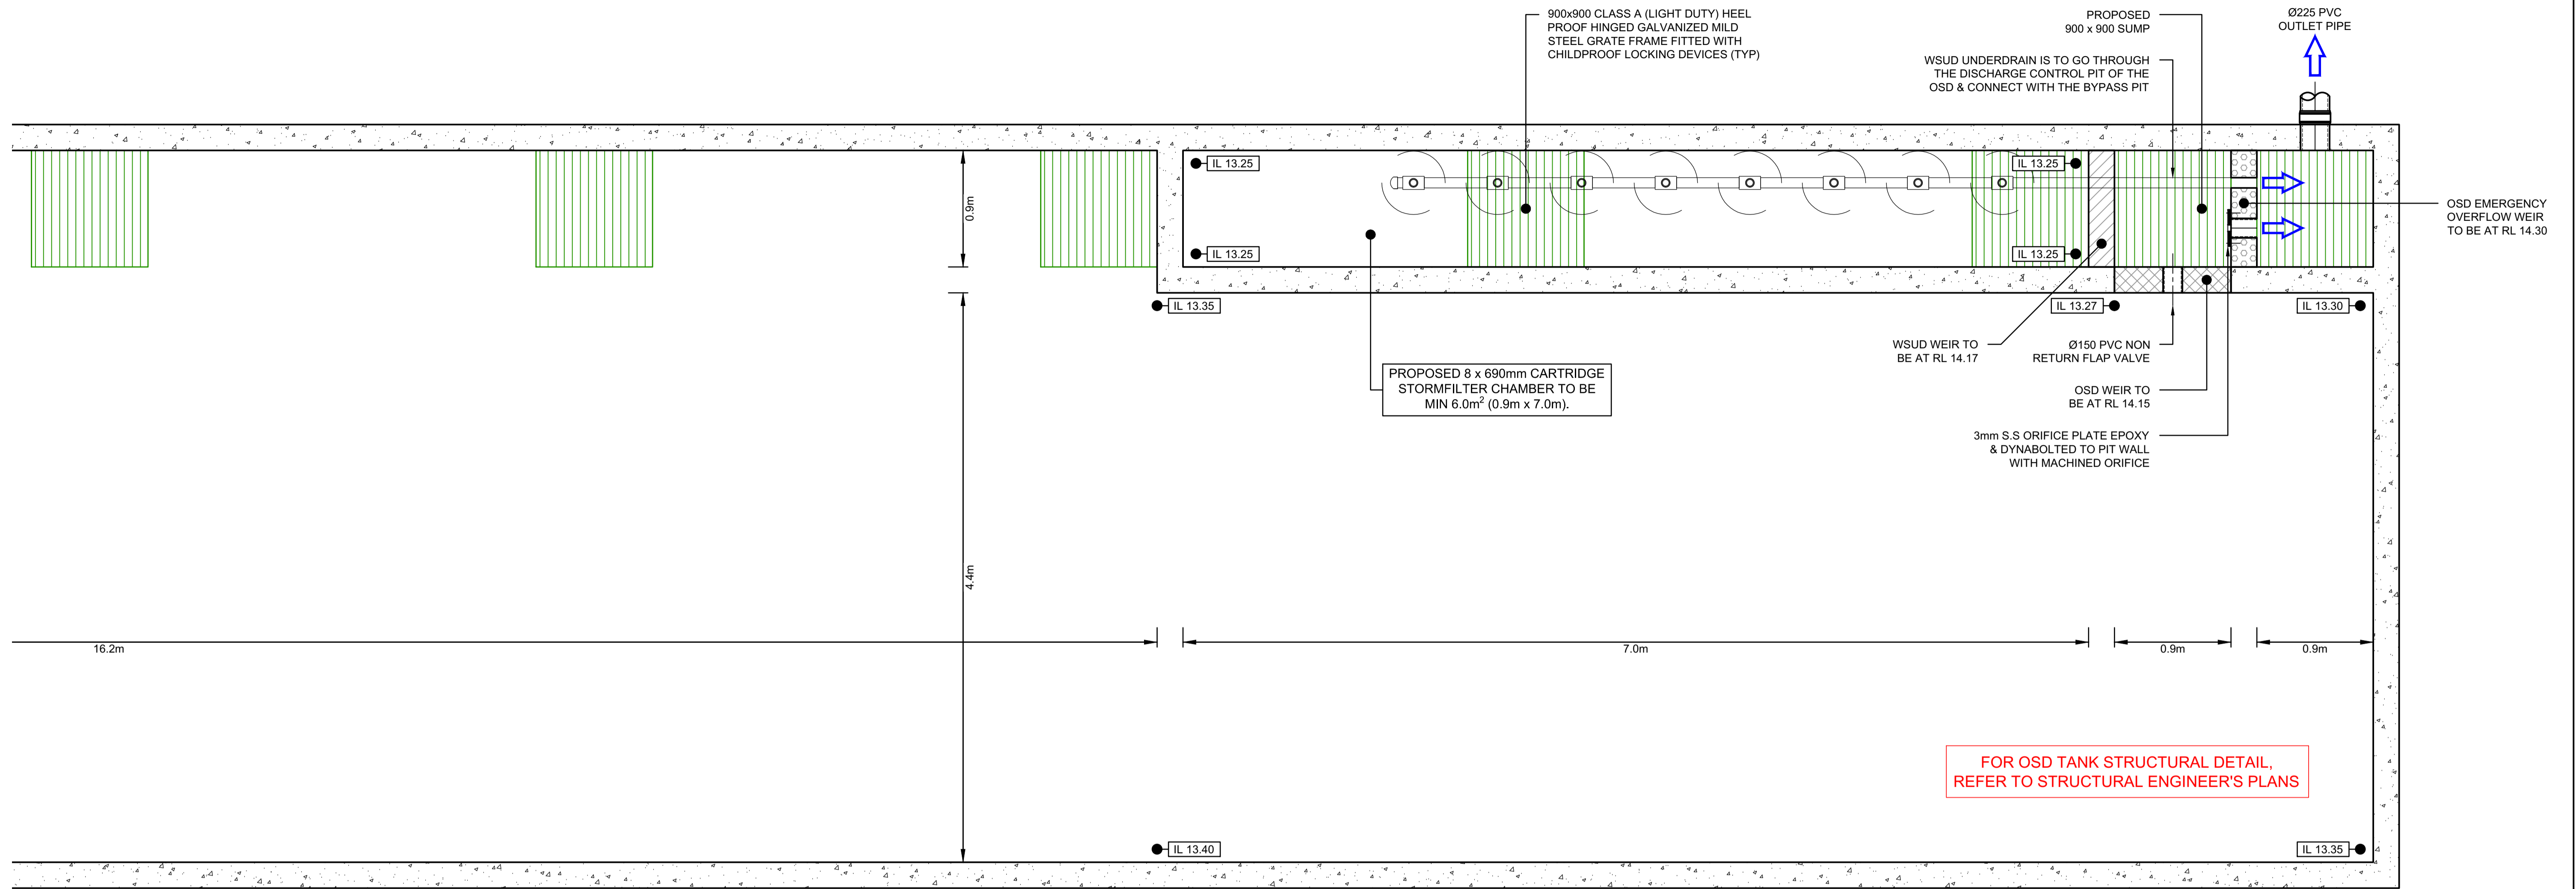 900x900 CLASS A (LIGHT DUTY) HEEL
PROOF HINGED GALVANIZED MILD
STEEL GRATE FRAME FITTED WITH
CHILDPROOF LOCKING DEVICES (TYP)
PROPOSED
900 x 900 SUMP
Ø225 PVC
OUTLET PIPE
WSUD UNDERDRAIN IS TO GO THROUGH
THE DISCHARGE CONTROL PIT OF THE
OSD & CONNECT WITH THE BYPASS PIT
IL 13.25
IL 13.25
0.9m
OSD EMERGENCY
OVERFLOW WEIR
TO BE AT RL 14.30
IL 13.25
IL 13.25
IL 13.35
IL 13.27
IL 13.30
WSUD WEIR TO
BE AT RL 14.17
Ø150 PVC NON
RETURN FLAP VALVE
PROPOSED 8 x 690mm CARTRIDGE
STORMFILTER CHAMBER TO BE
MIN 6.0m² (0.9m x 7.0m).
OSD WEIR TO
BE AT RL 14.15
3mm S.S ORIFICE PLATE EPOXY
& DYNABOLTED TO PIT WALL
WITH MACHINED ORIFICE
4.4m
16.2m
7.0m
0.9m
0.9m
FOR OSD TANK STRUCTURAL DETAIL,
REFER TO STRUCTURAL ENGINEER'S PLANS
IL 13.40
IL 13.35